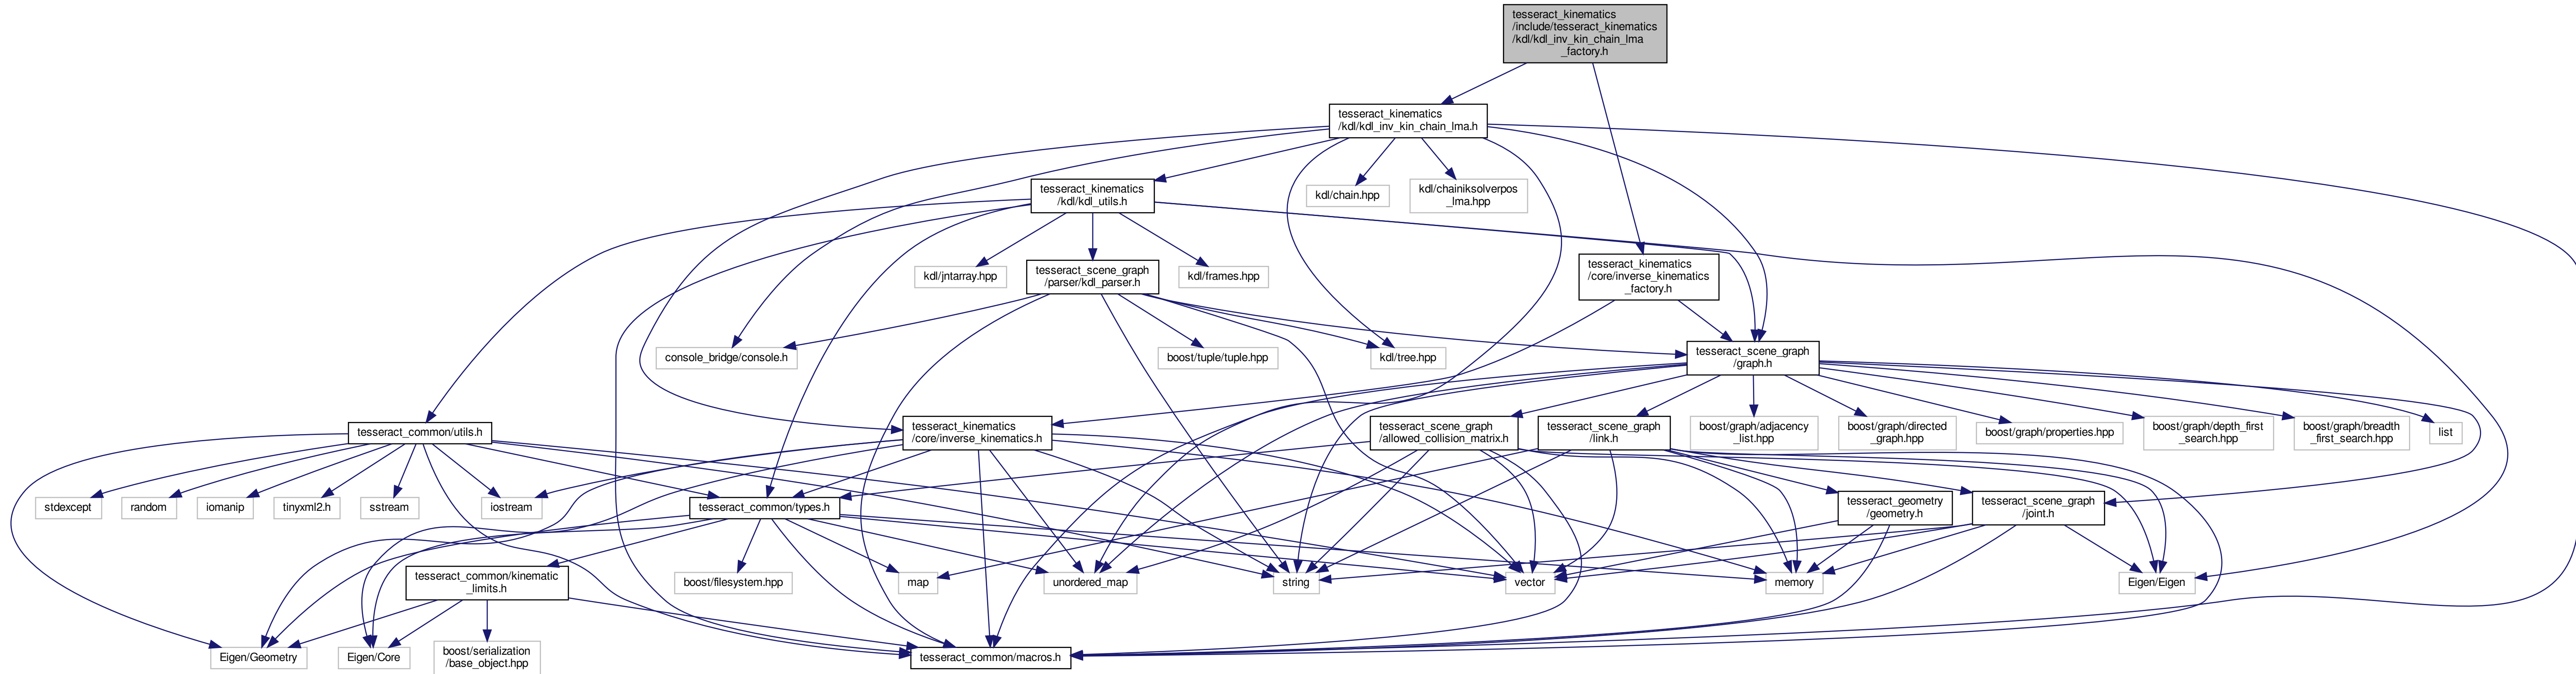 tesseract_kinematics
/include/tesseract_kinematics
/kdl/kdl_inv_kin_chain_lma
_factory.h
tesseract_kinematics
/kdl/kdl_inv_kin_chain_lma.h
tesseract_kinematics
/kdl/kdl_utils.h
kdl/chain.hpp
kdl/chainiksolverpos
_lma.hpp
kdl/jntarray.hpp
tesseract_scene_graph
/parser/kdl_parser.h
kdl/frames.hpp
tesseract_kinematics
/core/inverse_kinematics
_factory.h
console_bridge/console.h
boost/tuple/tuple.hpp
kdl/tree.hpp
tesseract_scene_graph
/graph.h
tesseract_common/utils.h
tesseract_kinematics
/core/inverse_kinematics.h
tesseract_scene_graph
/allowed_collision_matrix.h
tesseract_scene_graph
/link.h
boost/graph/adjacency
_list.hpp
boost/graph/directed
_graph.hpp
boost/graph/properties.hpp
boost/graph/depth_first
_search.hpp
boost/graph/breadth
_first_search.hpp
list
stdexcept
random
iomanip
tinyxml2.h
sstream
iostream
tesseract_common/types.h
tesseract_geometry
/geometry.h
tesseract_scene_graph
/joint.h
tesseract_common/kinematic
_limits.h
boost/filesystem.hpp
map
unordered_map
string
vector
memory
Eigen/Eigen
Eigen/Geometry
Eigen/Core
boost/serialization
/base_object.hpp
tesseract_common/macros.h